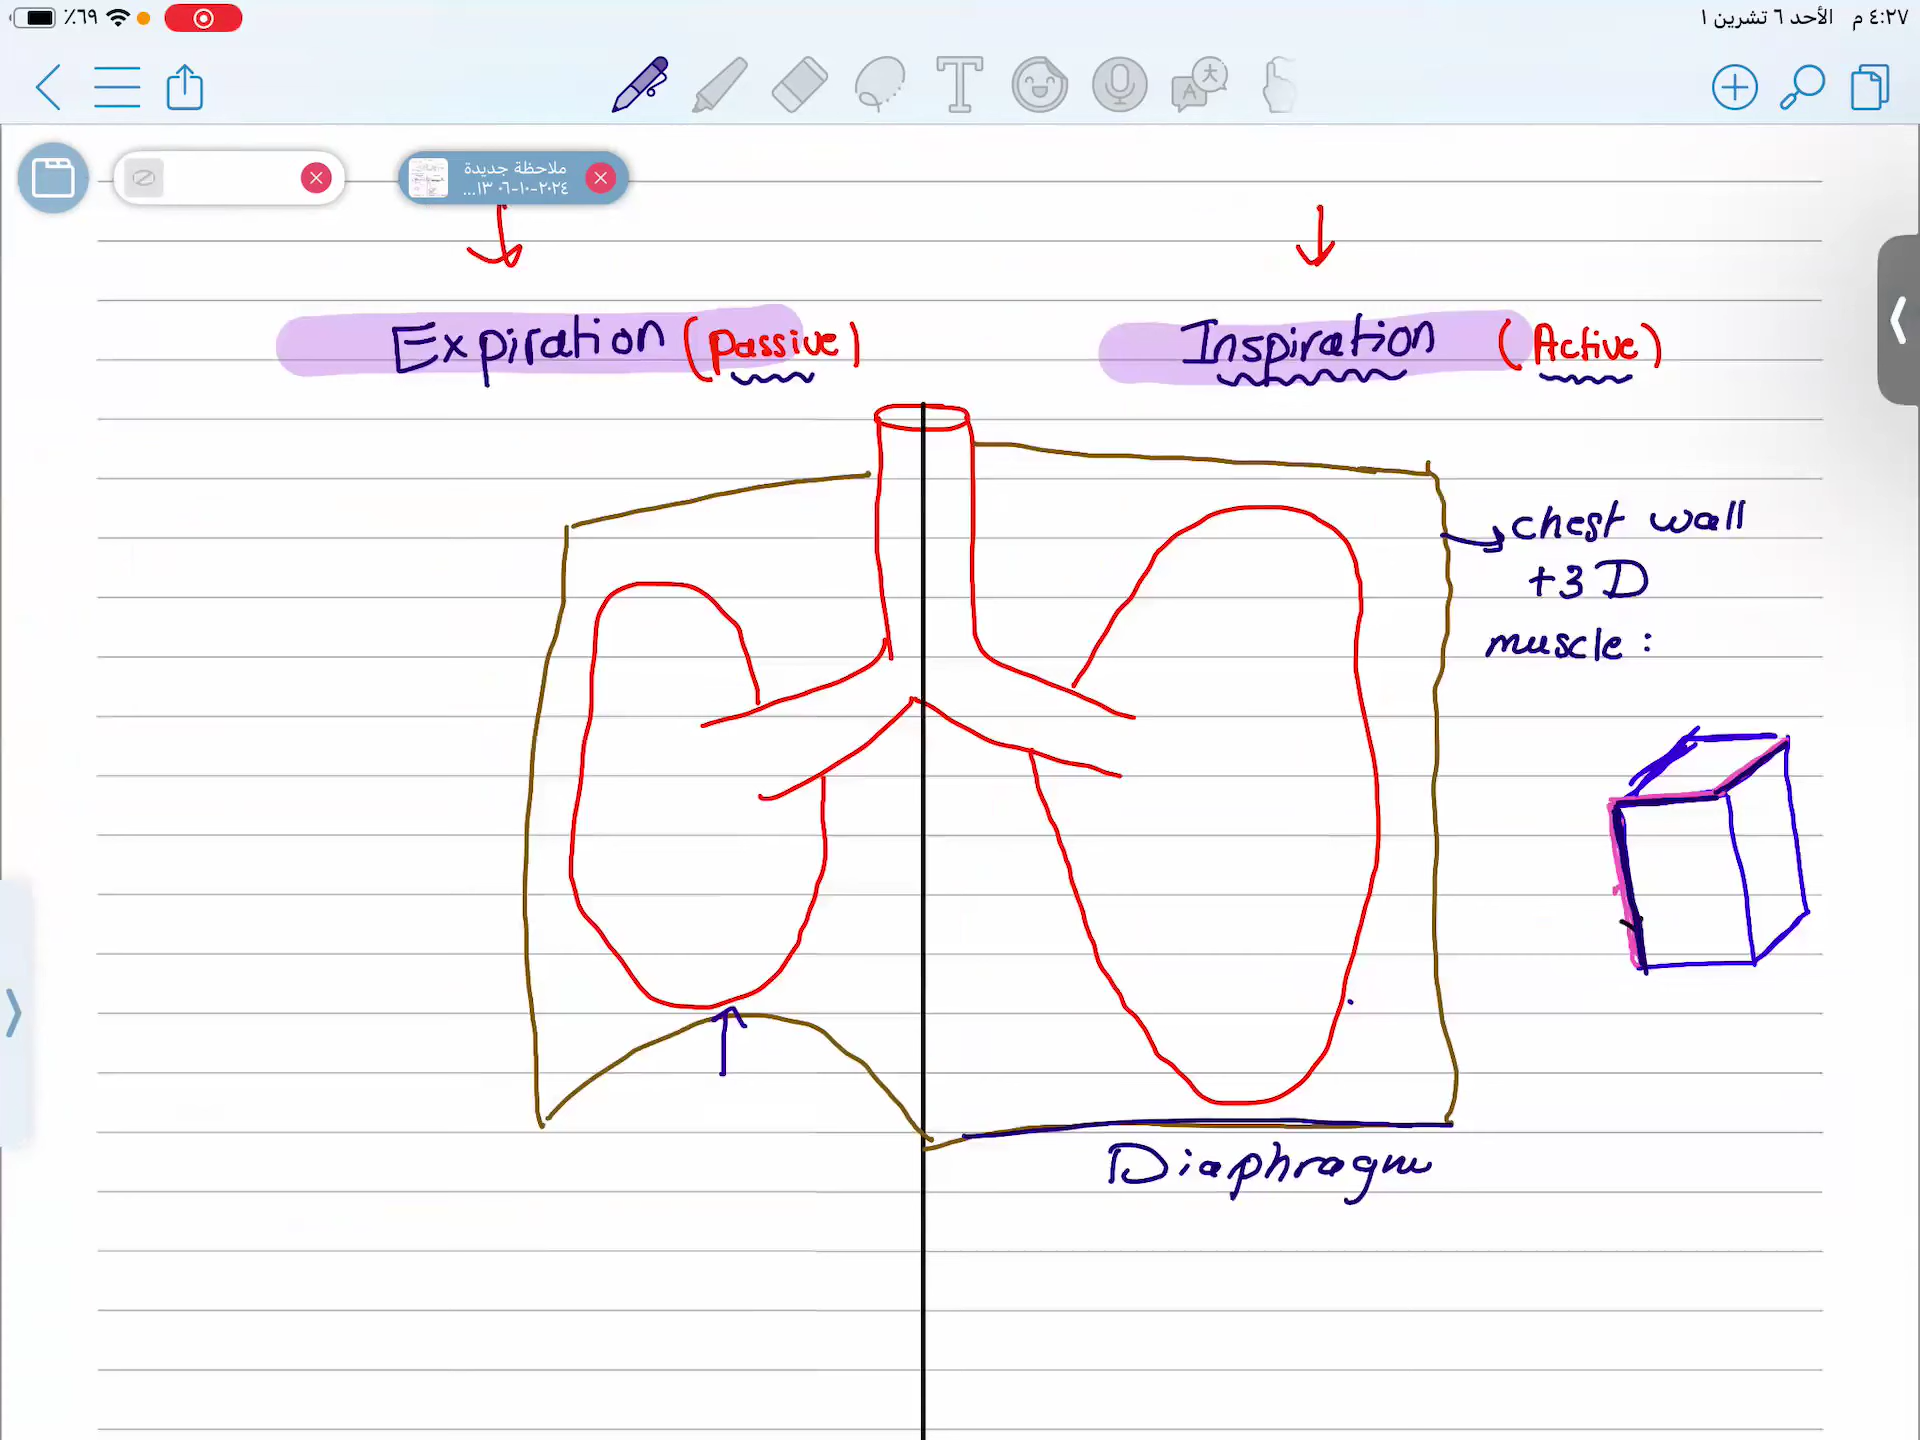 ٪٦٩
٤:٢٧ م الأحد ٦ تشرين ١
ملاحظة جديدة
٢٠٢٤-١٠-٠٦ ١٣...
Expiration (passive)
Inspiration (Active)
chest wall
+3D
muscle :
Diaphragm